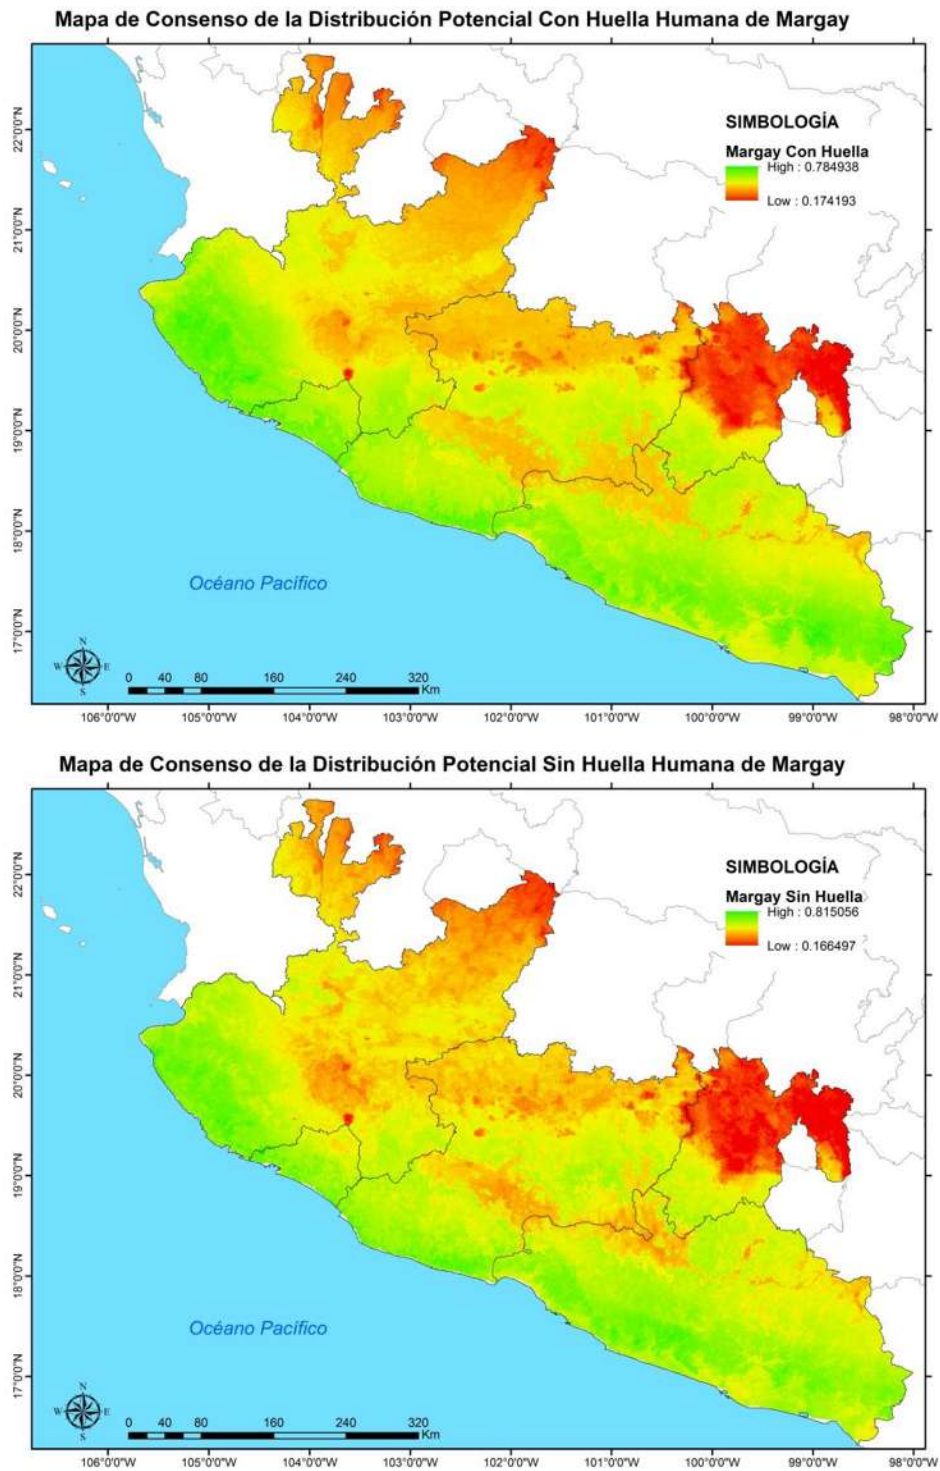 Mapa de Consenso de la Distribución Potencial Con Huella Humana de Margay
SIMBOLOGÍA
Margay Con Huella
High : 0.784938
Low : 0.174193
22°0'0"N
21°0'0"N
20°0'0"N
19°0'0"N
18°0'0"N
17°0'0"N
Océano Pacífico
N
W E
S
0 40 80 160 240 320
Km
106°0'0"W 105°0'0"W 104°0'0"W 103°0'0"W 102°0'0"W 101°0'0"W 100°0'0"W 99°0'0"W 98°0'0"W
Mapa de Consenso de la Distribución Potencial Sin Huella Humana de Margay
SIMBOLOGÍA
Margay Sin Huella
High : 0.815056
Low : 0.166497
22°0'0"N
21°0'0"N
20°0'0"N
19°0'0"N
18°0'0"N
17°0'0"N
Océano Pacífico
N
W E
S
0 40 80 160 240 320
Km
106°0'0"W 105°0'0"W 104°0'0"W 103°0'0"W 102°0'0"W 101°0'0"W 100°0'0"W 99°0'0"W 98°0'0"W